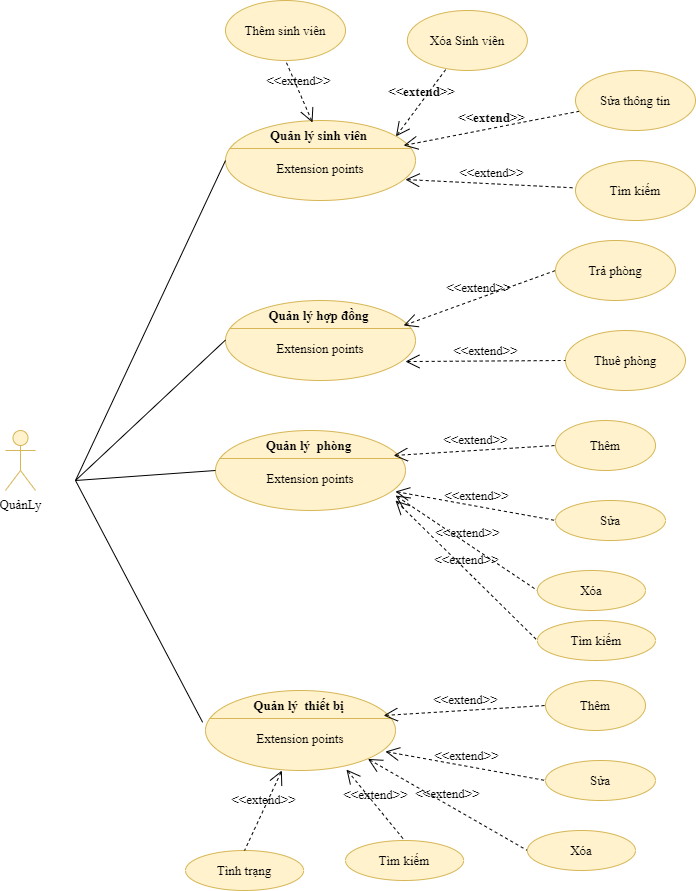 Thêm sinh viên
Xóa Sinh viên
<<extend>>
<<extend>>
Sửa thông tin
<<extend>>
Quản lý sinh viên
Extension points
<<extend>>
Tìm kiếm
Trả phòng
<<extend>>
Quản lý hợp đồng
Extension points
<<extend>>
Thuê phòng
Quản lý phòng
Extension points
<<extend>>
Thêm
<<extend>>
Sửa
<<extend>>
<<extend>>
Xóa
Tìm kiếm
QuảnLy
Quản lý thiết bị
Extension points
<<extend>>
Thêm
<<extend>>
Sửa
<<extend>>
<<extend>>
<<extend>>
Xóa
Tình trạng
Tìm kiếm